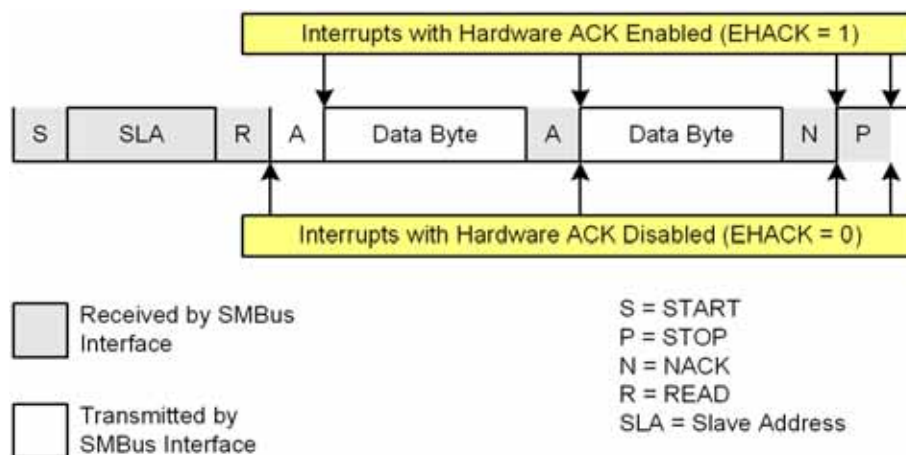 Interrupts with Hardware ACK Enabled (EHACK = 1)
S SLA R A Data Byte A Data Byte N P
Interrupts with Hardware ACK Disabled (EHACK = 0)
Received by SMBus
Interface
Transmitted by
SMBus Interface
S = START
P = STOP
N = NACK
R = READ
SLA = Slave Address